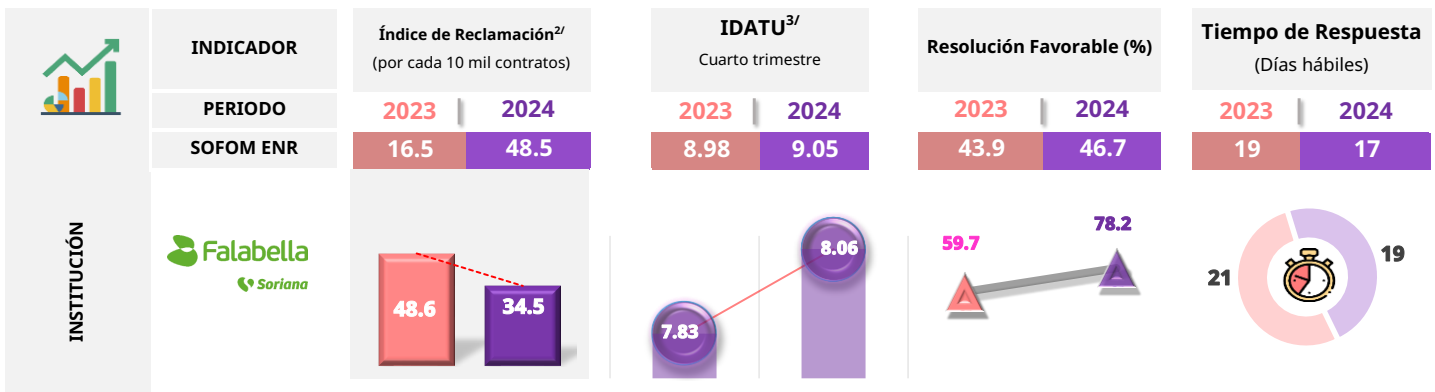 INDICADOR
Índice de Reclamación2/
(por cada 10 mil contratos)
IDATU3/
Cuarto trimestre
Resolución Favorable (%)
Tiempo de Respuesta
(Días hábiles)
PERIODO
2023 | 2024
2023 | 2024
2023 | 2024
2023 | 2024
SOFOM ENR
16.5 48.5
8.98 9.05
43.9 46.7
19 17
INSTITUCIÓN
Falabella
Soriana
48.6
34.5
7.83
8.06
59.7
78.2
21
19